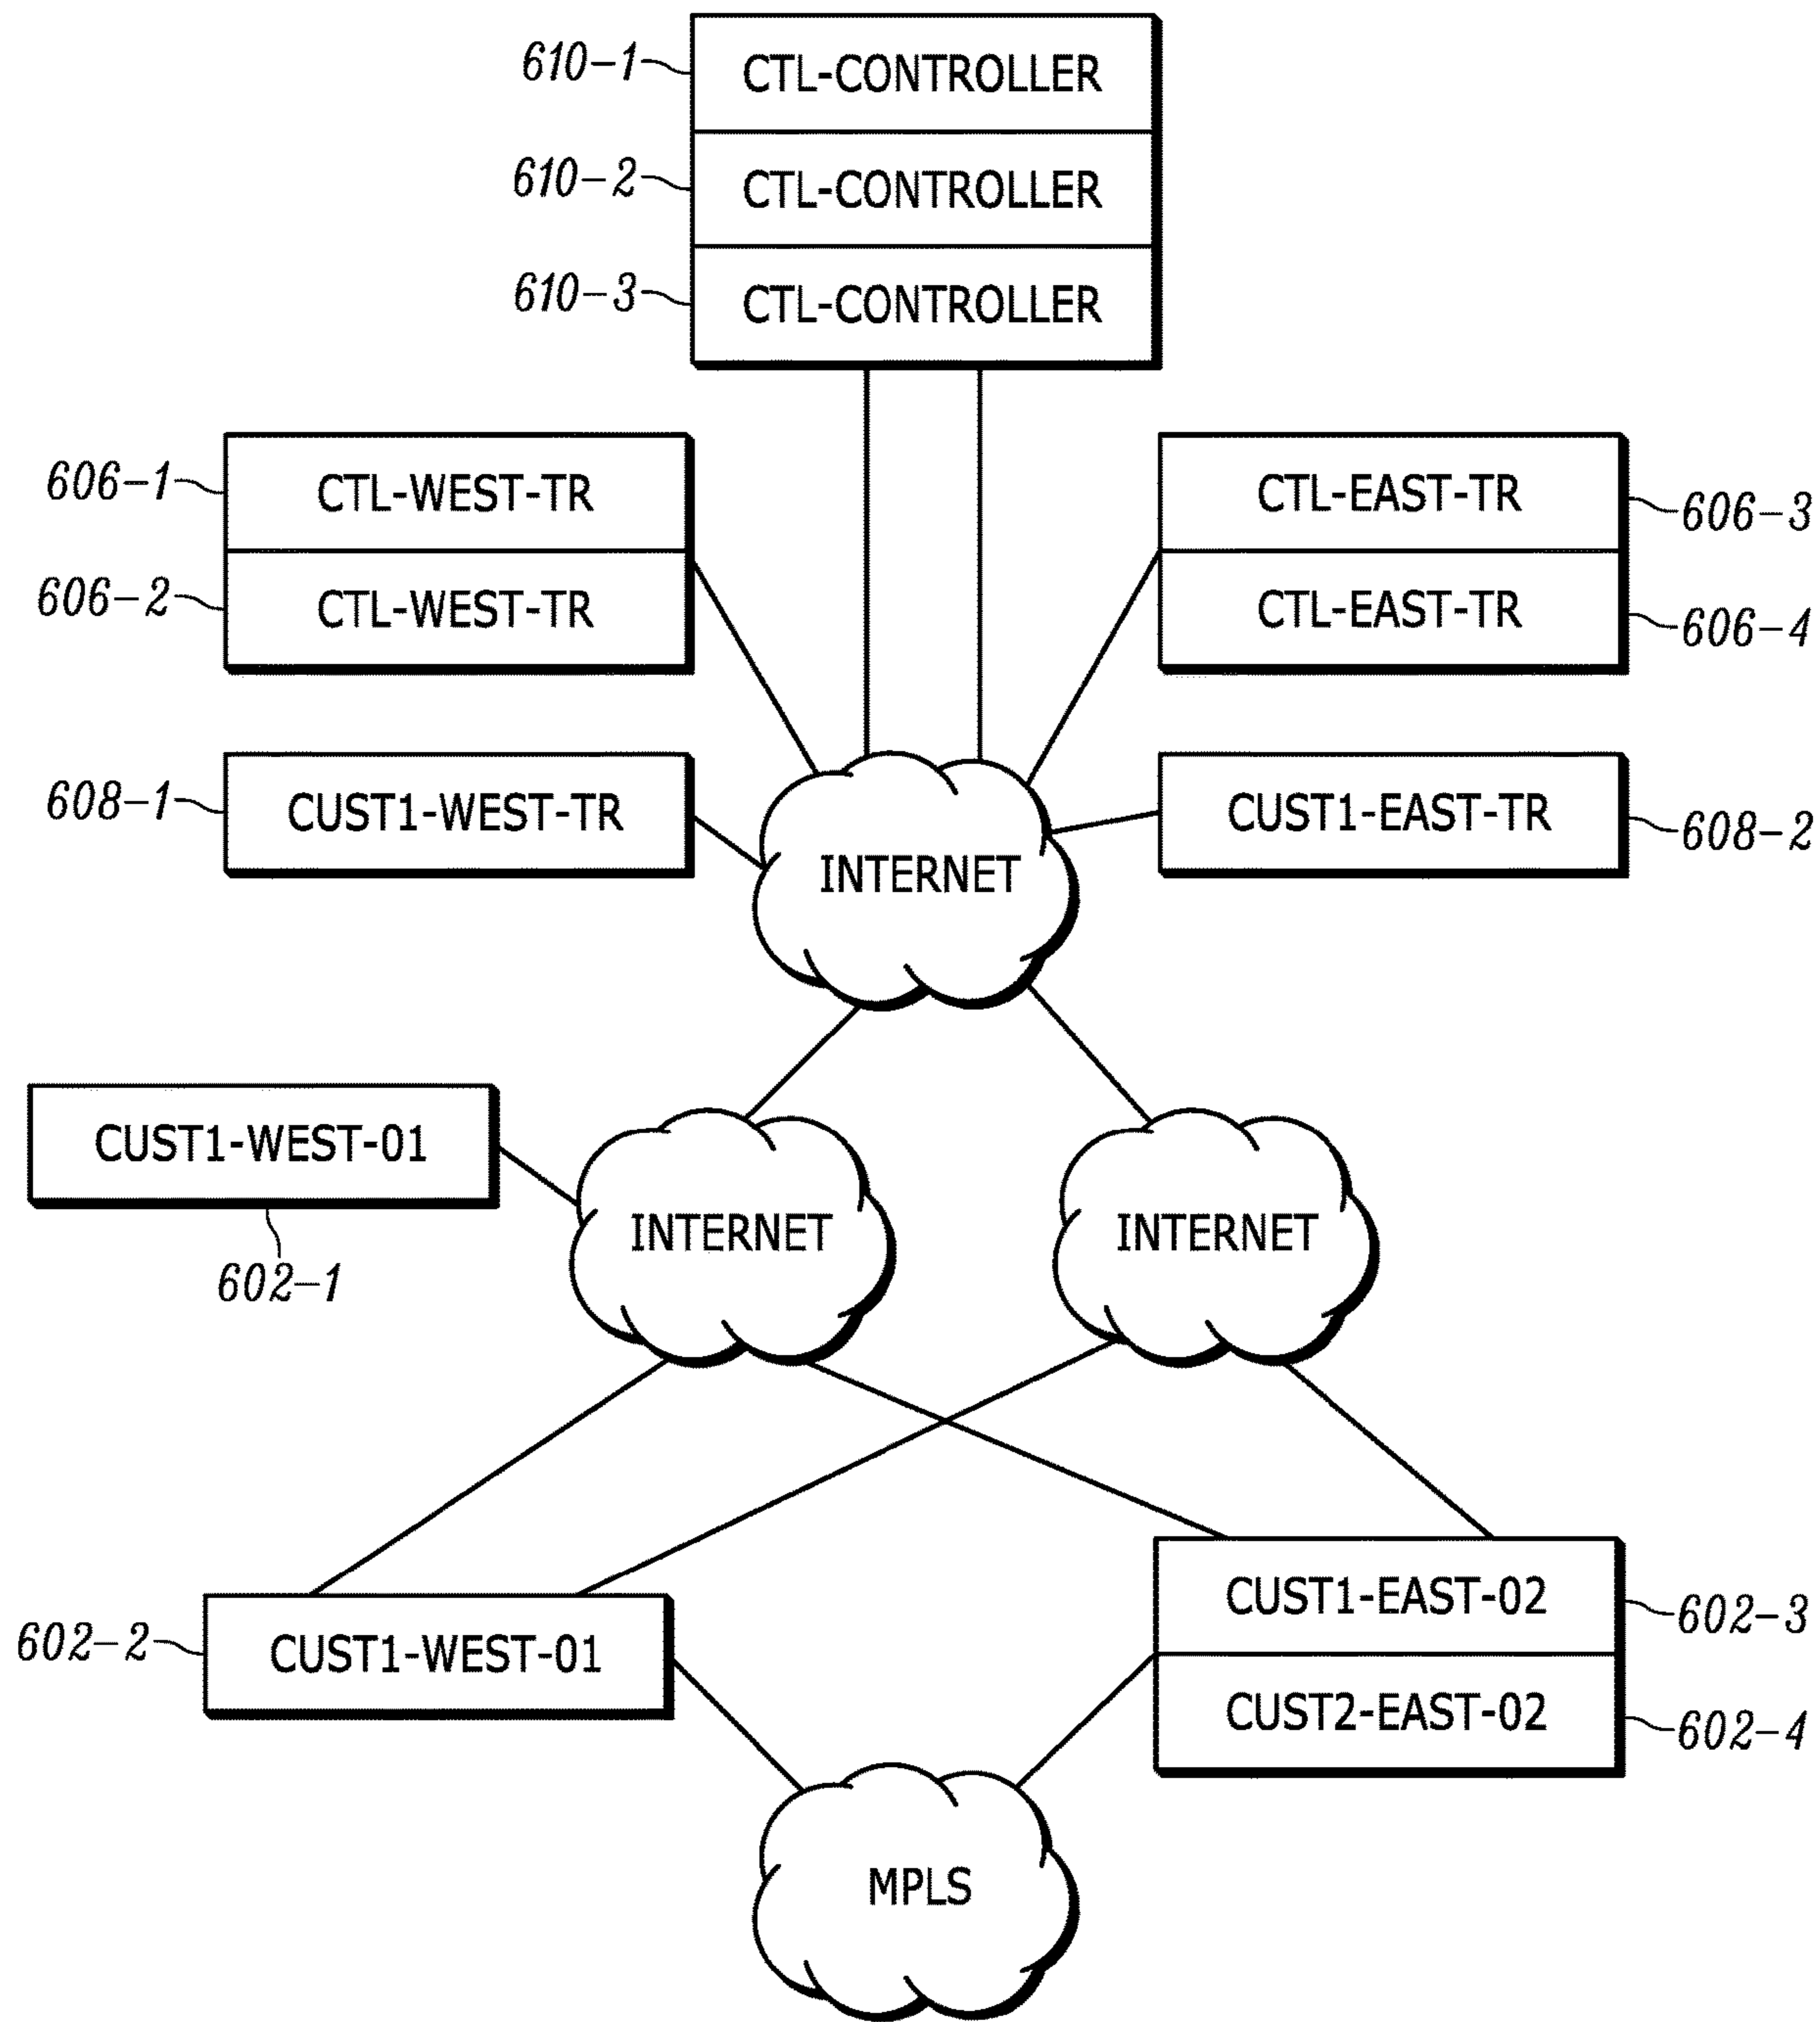 610-1
CTL-CONTROLLER
610-2
CTL-CONTROLLER
610-3
CTL-CONTROLLER
606-1
CTL-WEST-TR
606-2
CTL-WEST-TR
CTL-EAST-TR
606-3
CTL-EAST-TR
606-4
608-1
CUST1-WEST-TR
CUST1-EAST-TR
608-2
INTERNET
CUST1-WEST-01
602-1
INTERNET
INTERNET
602-2
CUST1-WEST-01
CUST1-EAST-02
602-3
CUST2-EAST-02
602-4
MPLS